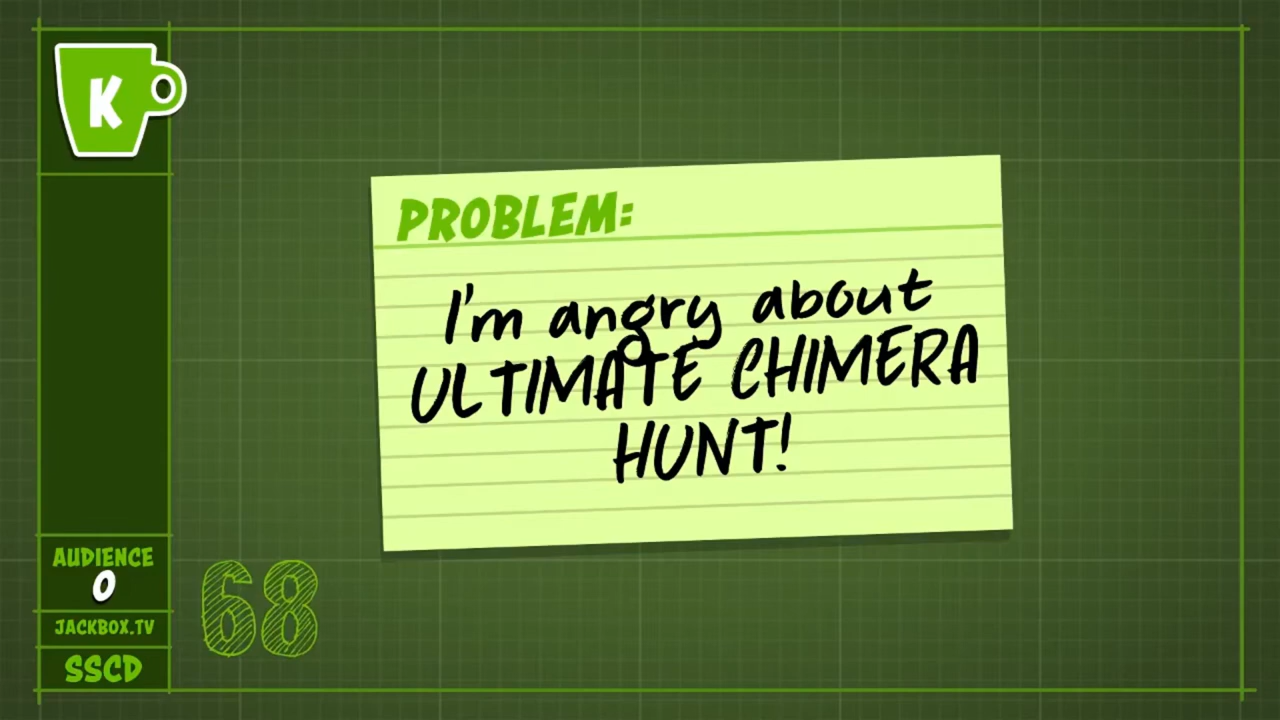 K
PROBLEM:
I'm angry about
ULTIMATE CHIMERA
HUNT!
AUDIENCE
0
JACKBOX.TV
SSCD
68